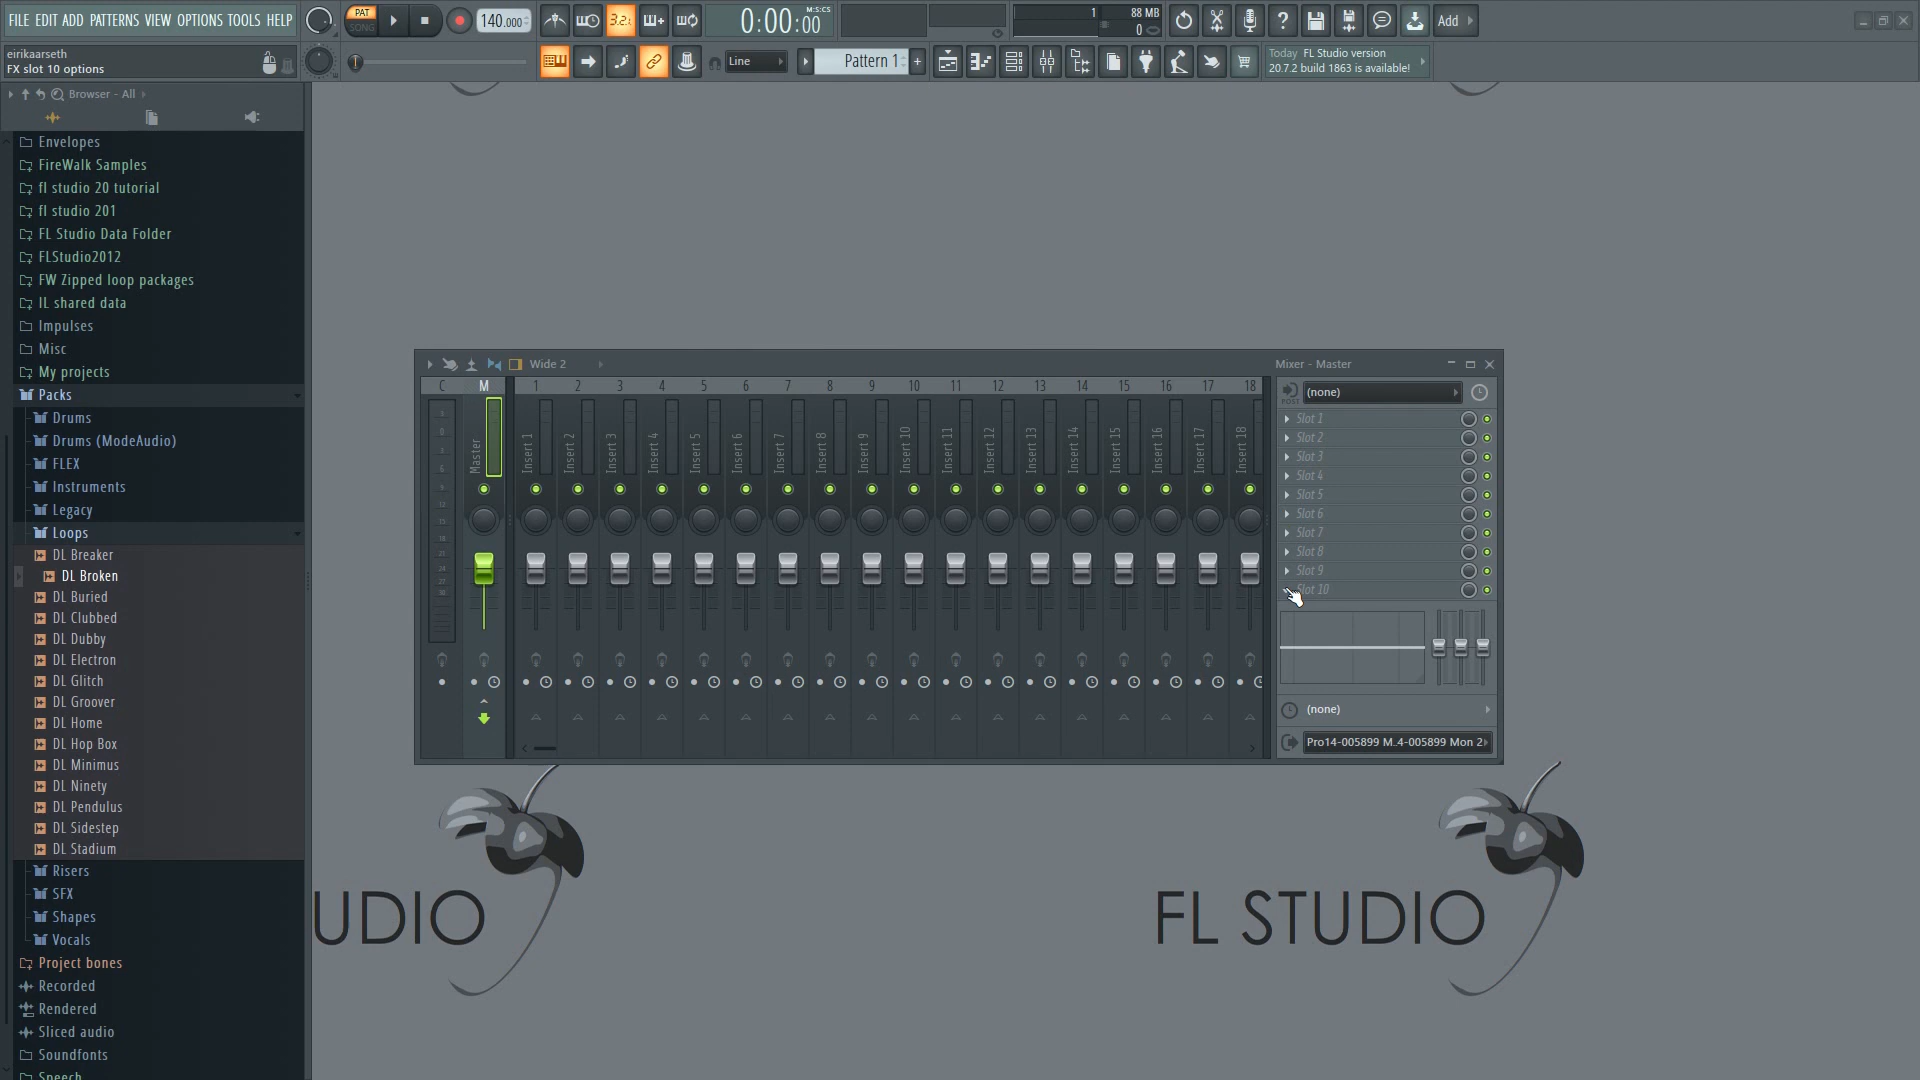 FILE EDIT ADD PATTERNS VIEW OPTIONS TOOLS HELP
PAT
SONG
140.000
3.2.
0:00:00
M:S:CS
1
88 MB
0
Add
eirikaarseth
FX slot 10 options
Line
Pattern 1
Today FL Studio version
20.7.2 build 1863 is available!
Browser - All
Envelopes
FireWalk Samples
fl studio 20 tutorial
fl studio 201
FL Studio Data Folder
FLStudio2012
FW Zipped loop packages
IL shared data
Impulses
Misc
My projects
Packs
Drums
Drums (ModeAudio)
FLEX
Instruments
Legacy
Loops
DL Breaker
DL Broken
DL Buried
DL Clubbed
DL Dubby
DL Electron
DL Glitch
DL Groover
DL Home
DL Hop Box
DL Minimus
DL Ninety
DL Pendulus
DL Sidestep
DL Stadium
Risers
SFX
Shapes
Vocals
Project bones
Recorded
Rendered
Sliced audio
Soundfonts
Speech
Wide 2
Mixer - Master
C M 1 2 3 4 5 6 7 8 9 10 11 12 13 14 15 16 17 18
Master
Insert 1
Insert 2
Insert 3
Insert 4
Insert 5
Insert 6
Insert 7
Insert 8
Insert 9
Insert 10
Insert 11
Insert 12
Insert 13
Insert 14
Insert 15
Insert 16
Insert 17
Insert 18
POST
(none)
Slot 1
Slot 2
Slot 3
Slot 4
Slot 5
Slot 6
Slot 7
Slot 8
Slot 9
Slot 10
(none)
Pro14-005899 M..4-005899 Mon 2
UDIO
FL STUDIO